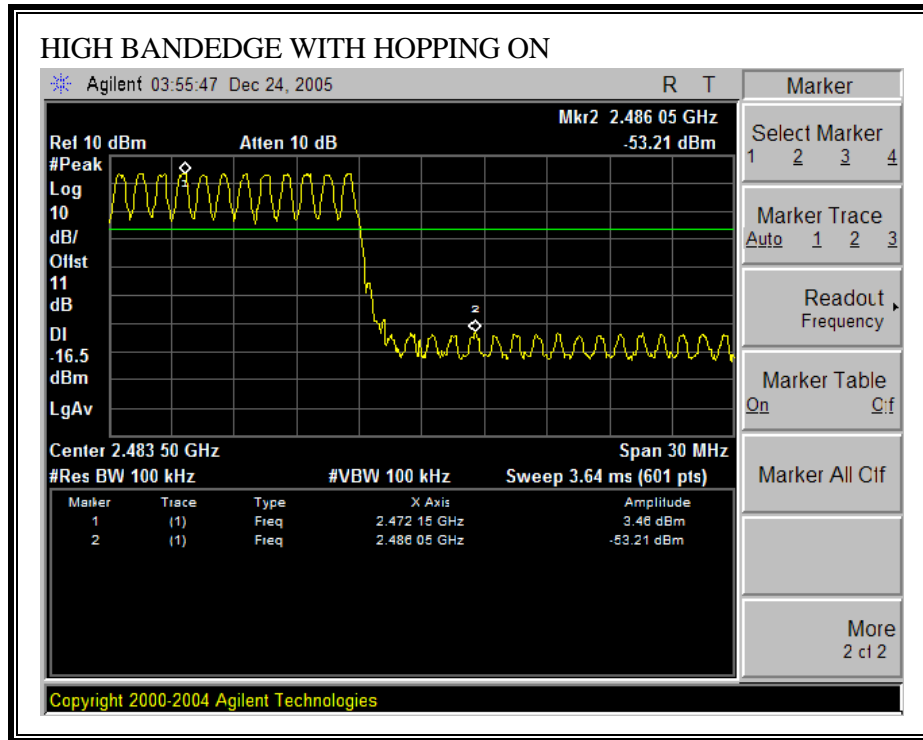 HIGH BANDEDGE WITH HOPPING ON
Agilent 03:55:47 Dec 24, 2005 R T
Marker
Mkr2 2.486 05 GHz
Ref 10 dBm Atten 10 dB -53.21 dBm
#Peak
Log
10
dB/
Offst
11
dB
DI
-16.5
dBm
LgAv
1
2
Center 2.483 50 GHz Span 30 MHz
#Res BW 100 kHz #VBW 100 kHz Sweep 3.64 ms (601 pts)
Marker Trace Type X Axis Amplitude
1 (1) Freq 2.472 15 GHz 3.46 dBm
2 (1) Freq 2.486 05 GHz -53.21 dBm
Select Marker
1 2 3 4
Marker Trace
Auto 1 2 3
Readout
Frequency
Marker Table
On Off
Marker All Off
More
2 of 2
Copyright 2000-2004 Agilent Technologies